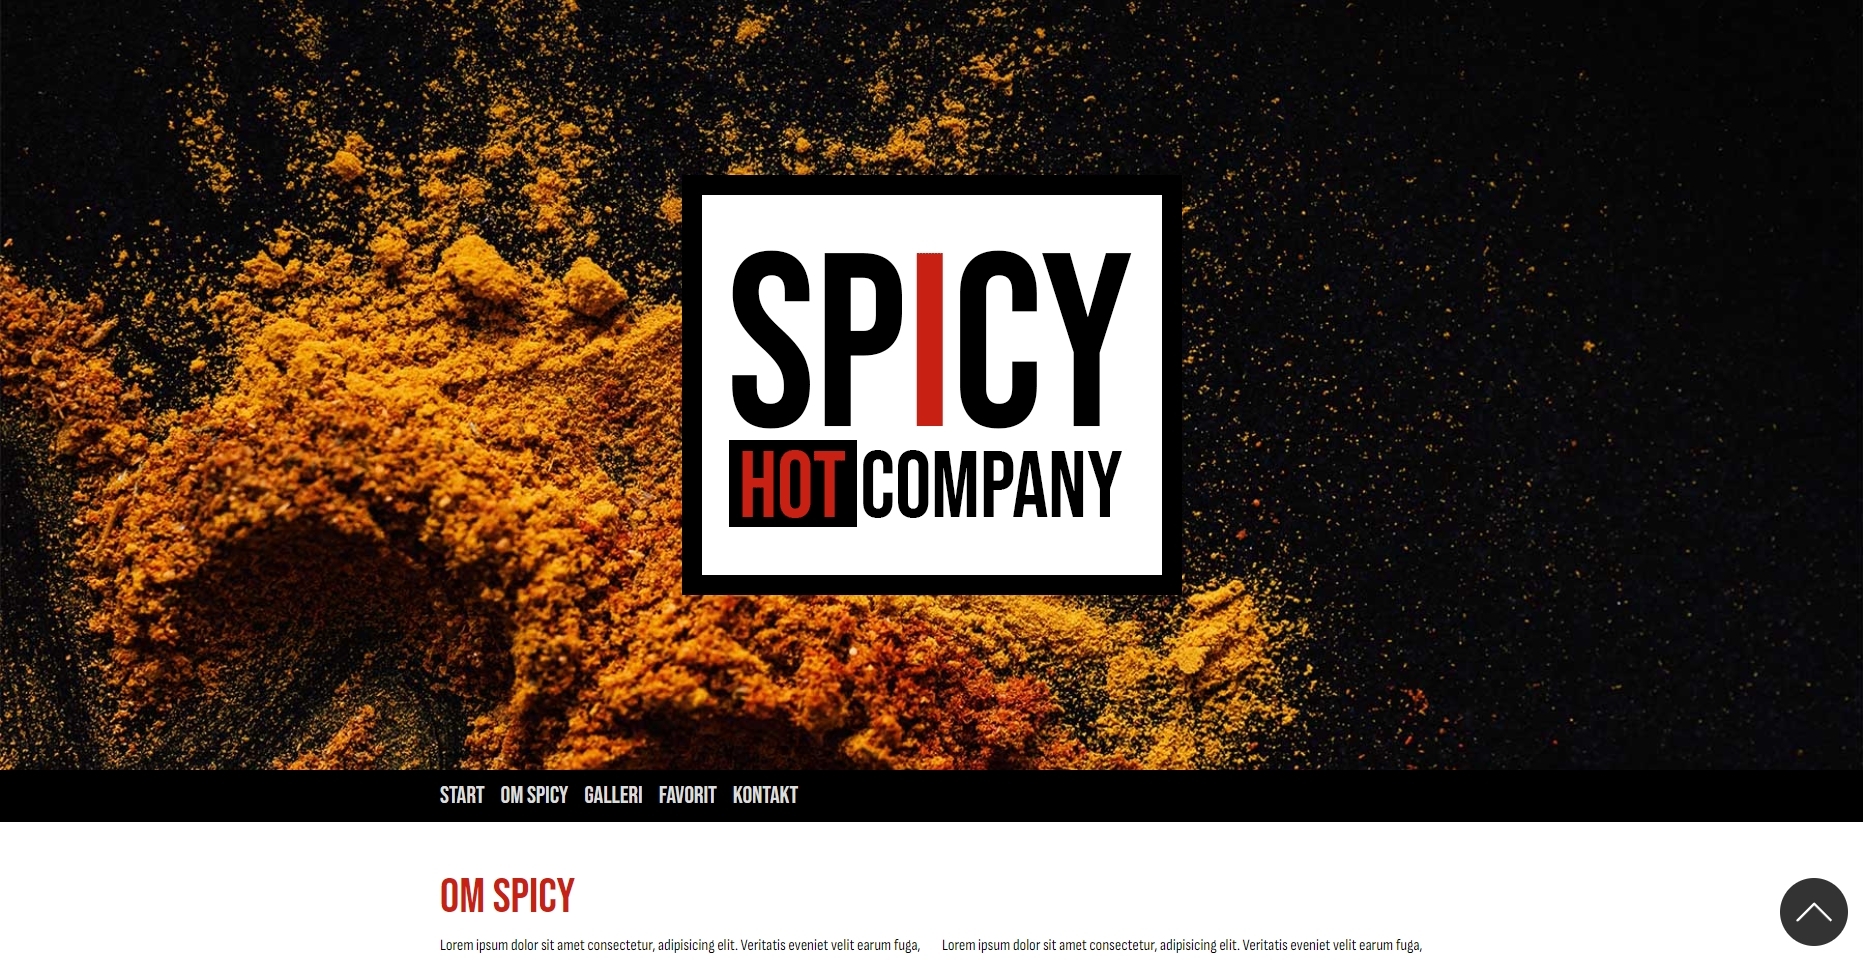 SPICY
HOT COMPANY
START OM SPICY GALLERI FAVORIT KONTAKT
OM SPICY
Lorem ipsum dolor sit amet consectetur, adipisicing elit. Veritatis eveniet velit earum fuga,
Lorem ipsum dolor sit amet consectetur, adipisicing elit. Veritatis eveniet velit earum fuga,